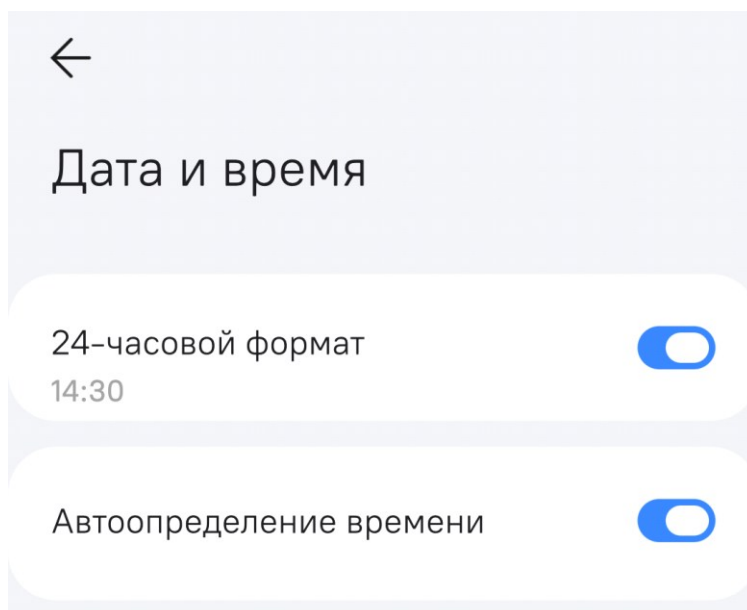 Дата и время
24-часовой формат
14:30
Автоопределение времени